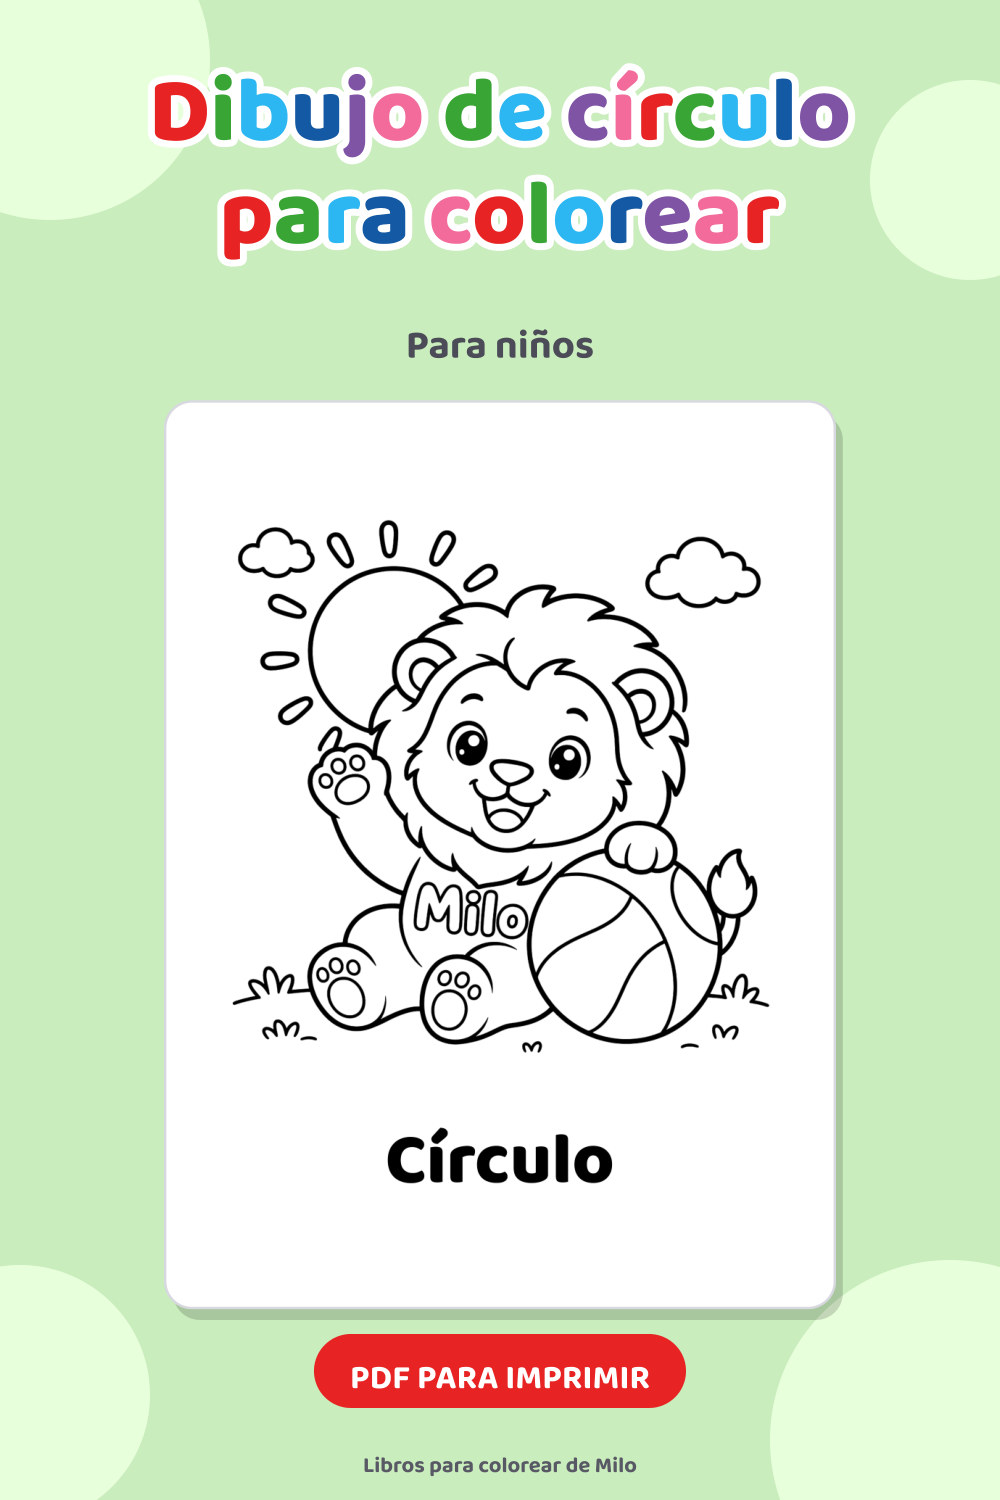 Dibujo de círculo
para colorear
Para niños
Milo
Círculo
PDF PARA IMPRIMIR
Libros para colorear de Milo